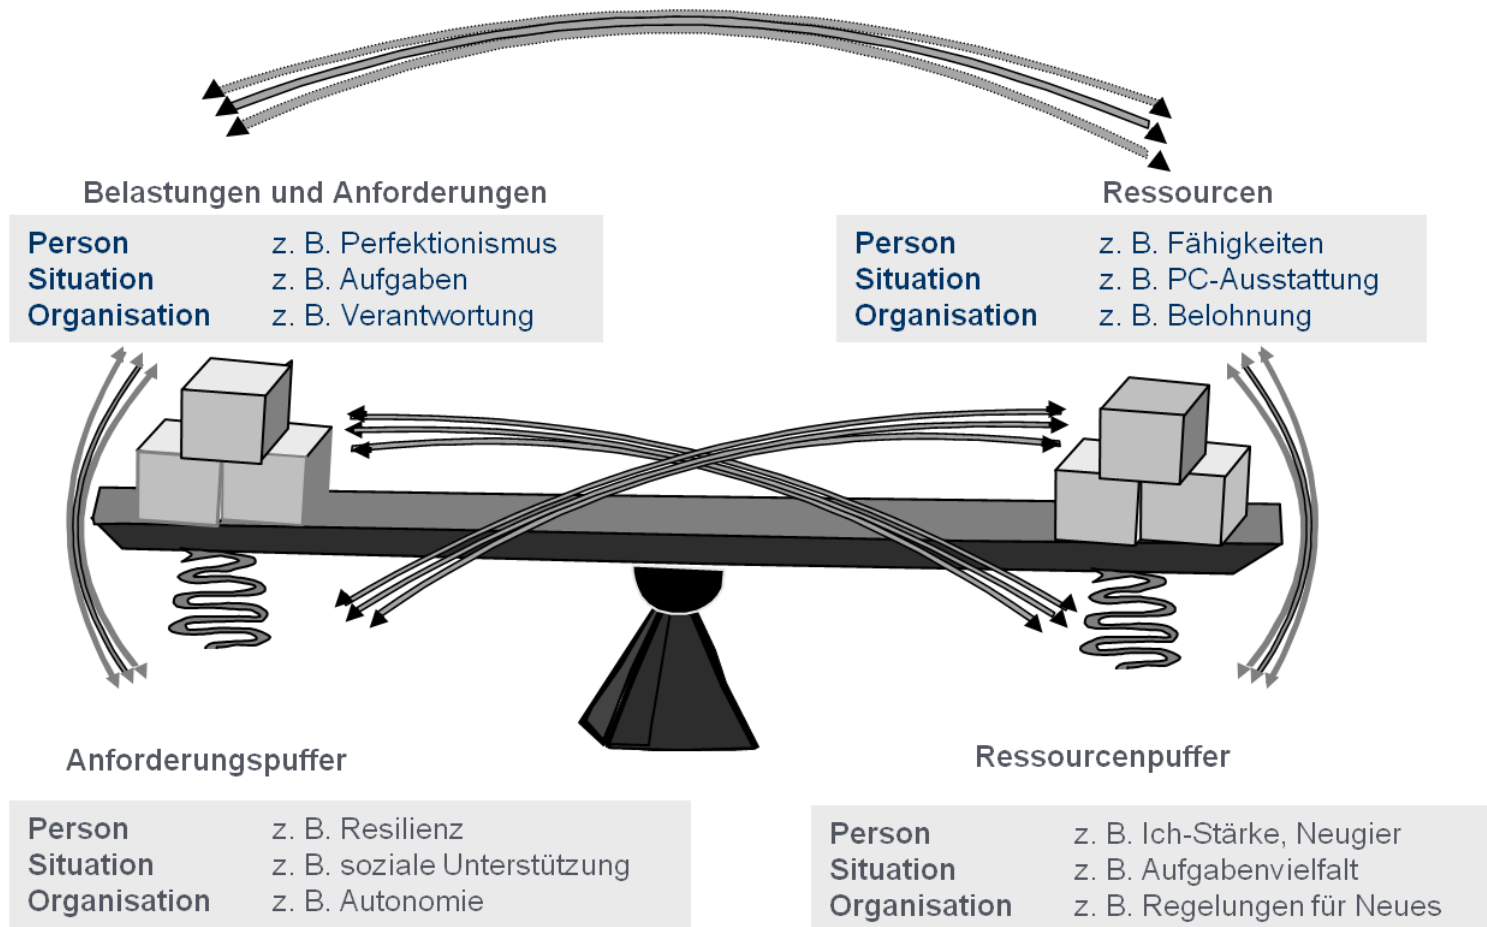 Belastungen und Anforderungen
Person z. B. Perfektionismus
Situation z. B. Aufgaben
Organisation z. B. Verantwortung
Ressourcen
Person z. B. Fähigkeiten
Situation z. B. PC-Ausstattung
Organisation z. B. Belohnung
Anforderungspuffer
Person z. B. Resilienz
Situation z. B. soziale Unterstützung
Organisation z. B. Autonomie
Ressourcenpuffer
Person z. B. Ich-Stärke, Neugier
Situation z. B. Aufgabenvielfalt
Organisation z. B. Regelungen für Neues